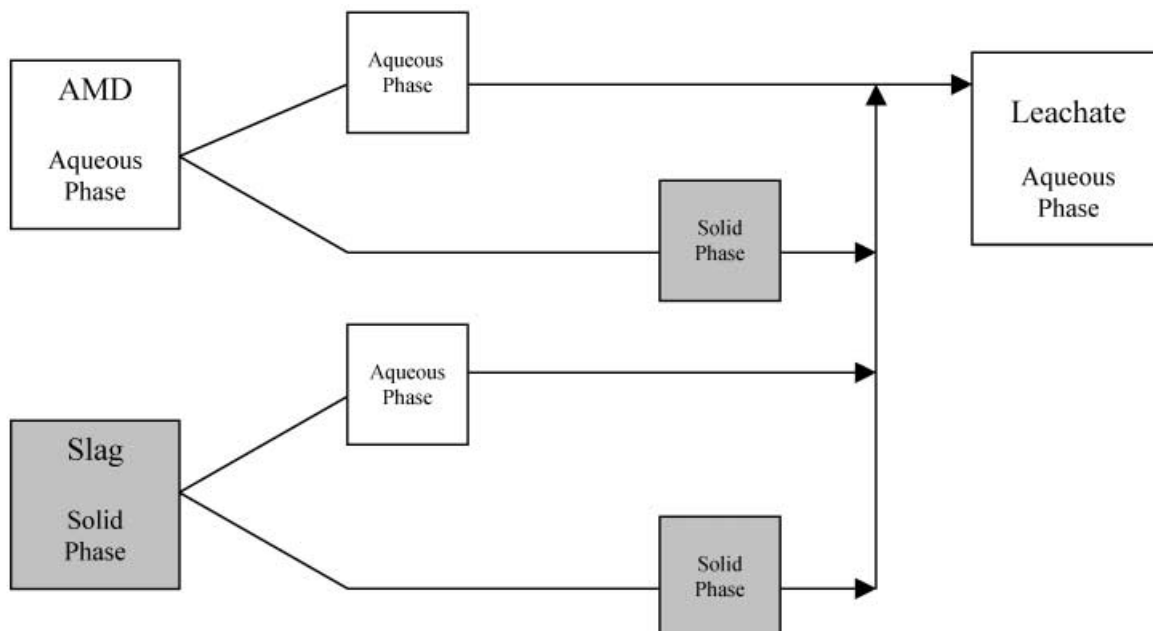 AMD
Aqueous
Phase
Aqueous
Phase
Solid
Phase
Leachate
Aqueous
Phase
Slag
Solid
Phase
Aqueous
Phase
Solid
Phase